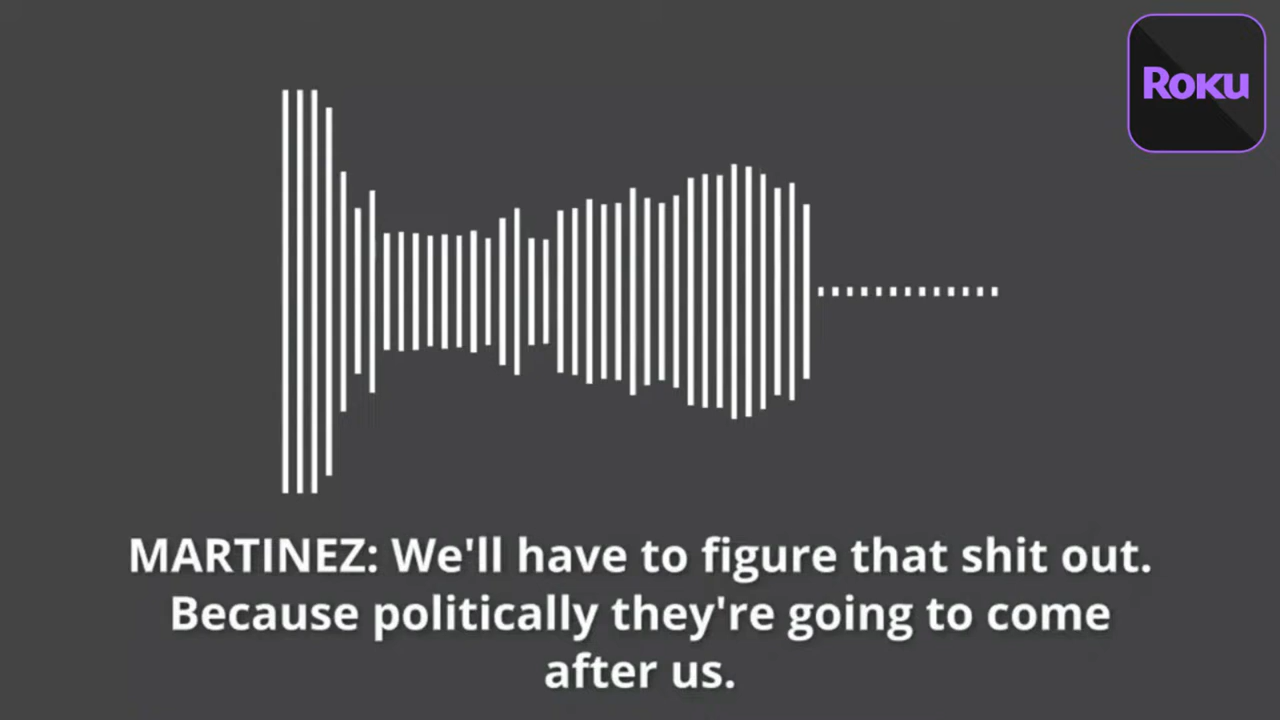 Roku
MARTINEZ: We'll have to figure that shit out.
Because politically they're going to come
after us.